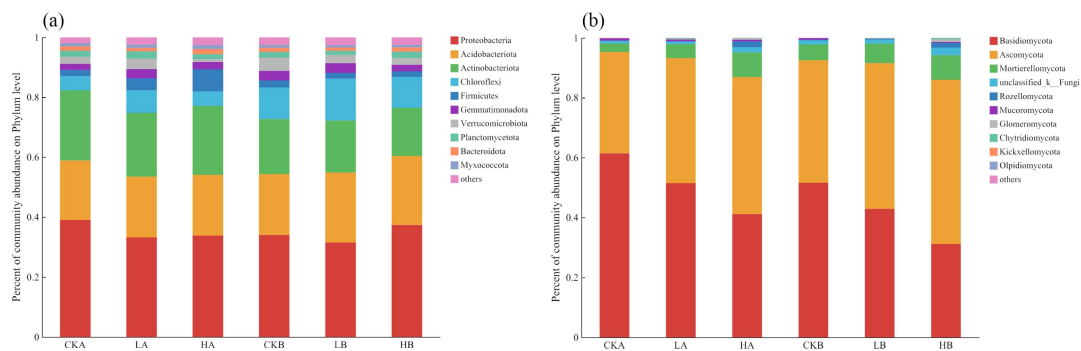 (a)
Percent of community abundance on Phylum level
1
0.8
0.6
0.4
0.2
0
CKA LA HA CKB LB HB
Proteobacteria
Acidobacteriota
Actinobacteriota
Chloroflexi
Firmicutes
Gemmatimonadota
Verrucomicrobiota
Planctomycetota
Bacteroidota
Myxococcota
others
(b)
Percent of community abundance on Phylum level
1
0.8
0.6
0.4
0.2
0
CKA LA HA CKB LB HB
Basidiomycota
Ascomycota
Mortierellomycota
unclassified_k__Fungi
Rozellomycota
Mucoromycota
Glomeromycota
Chytridiomycota
Kickxellomycota
Olpidiomycota
others